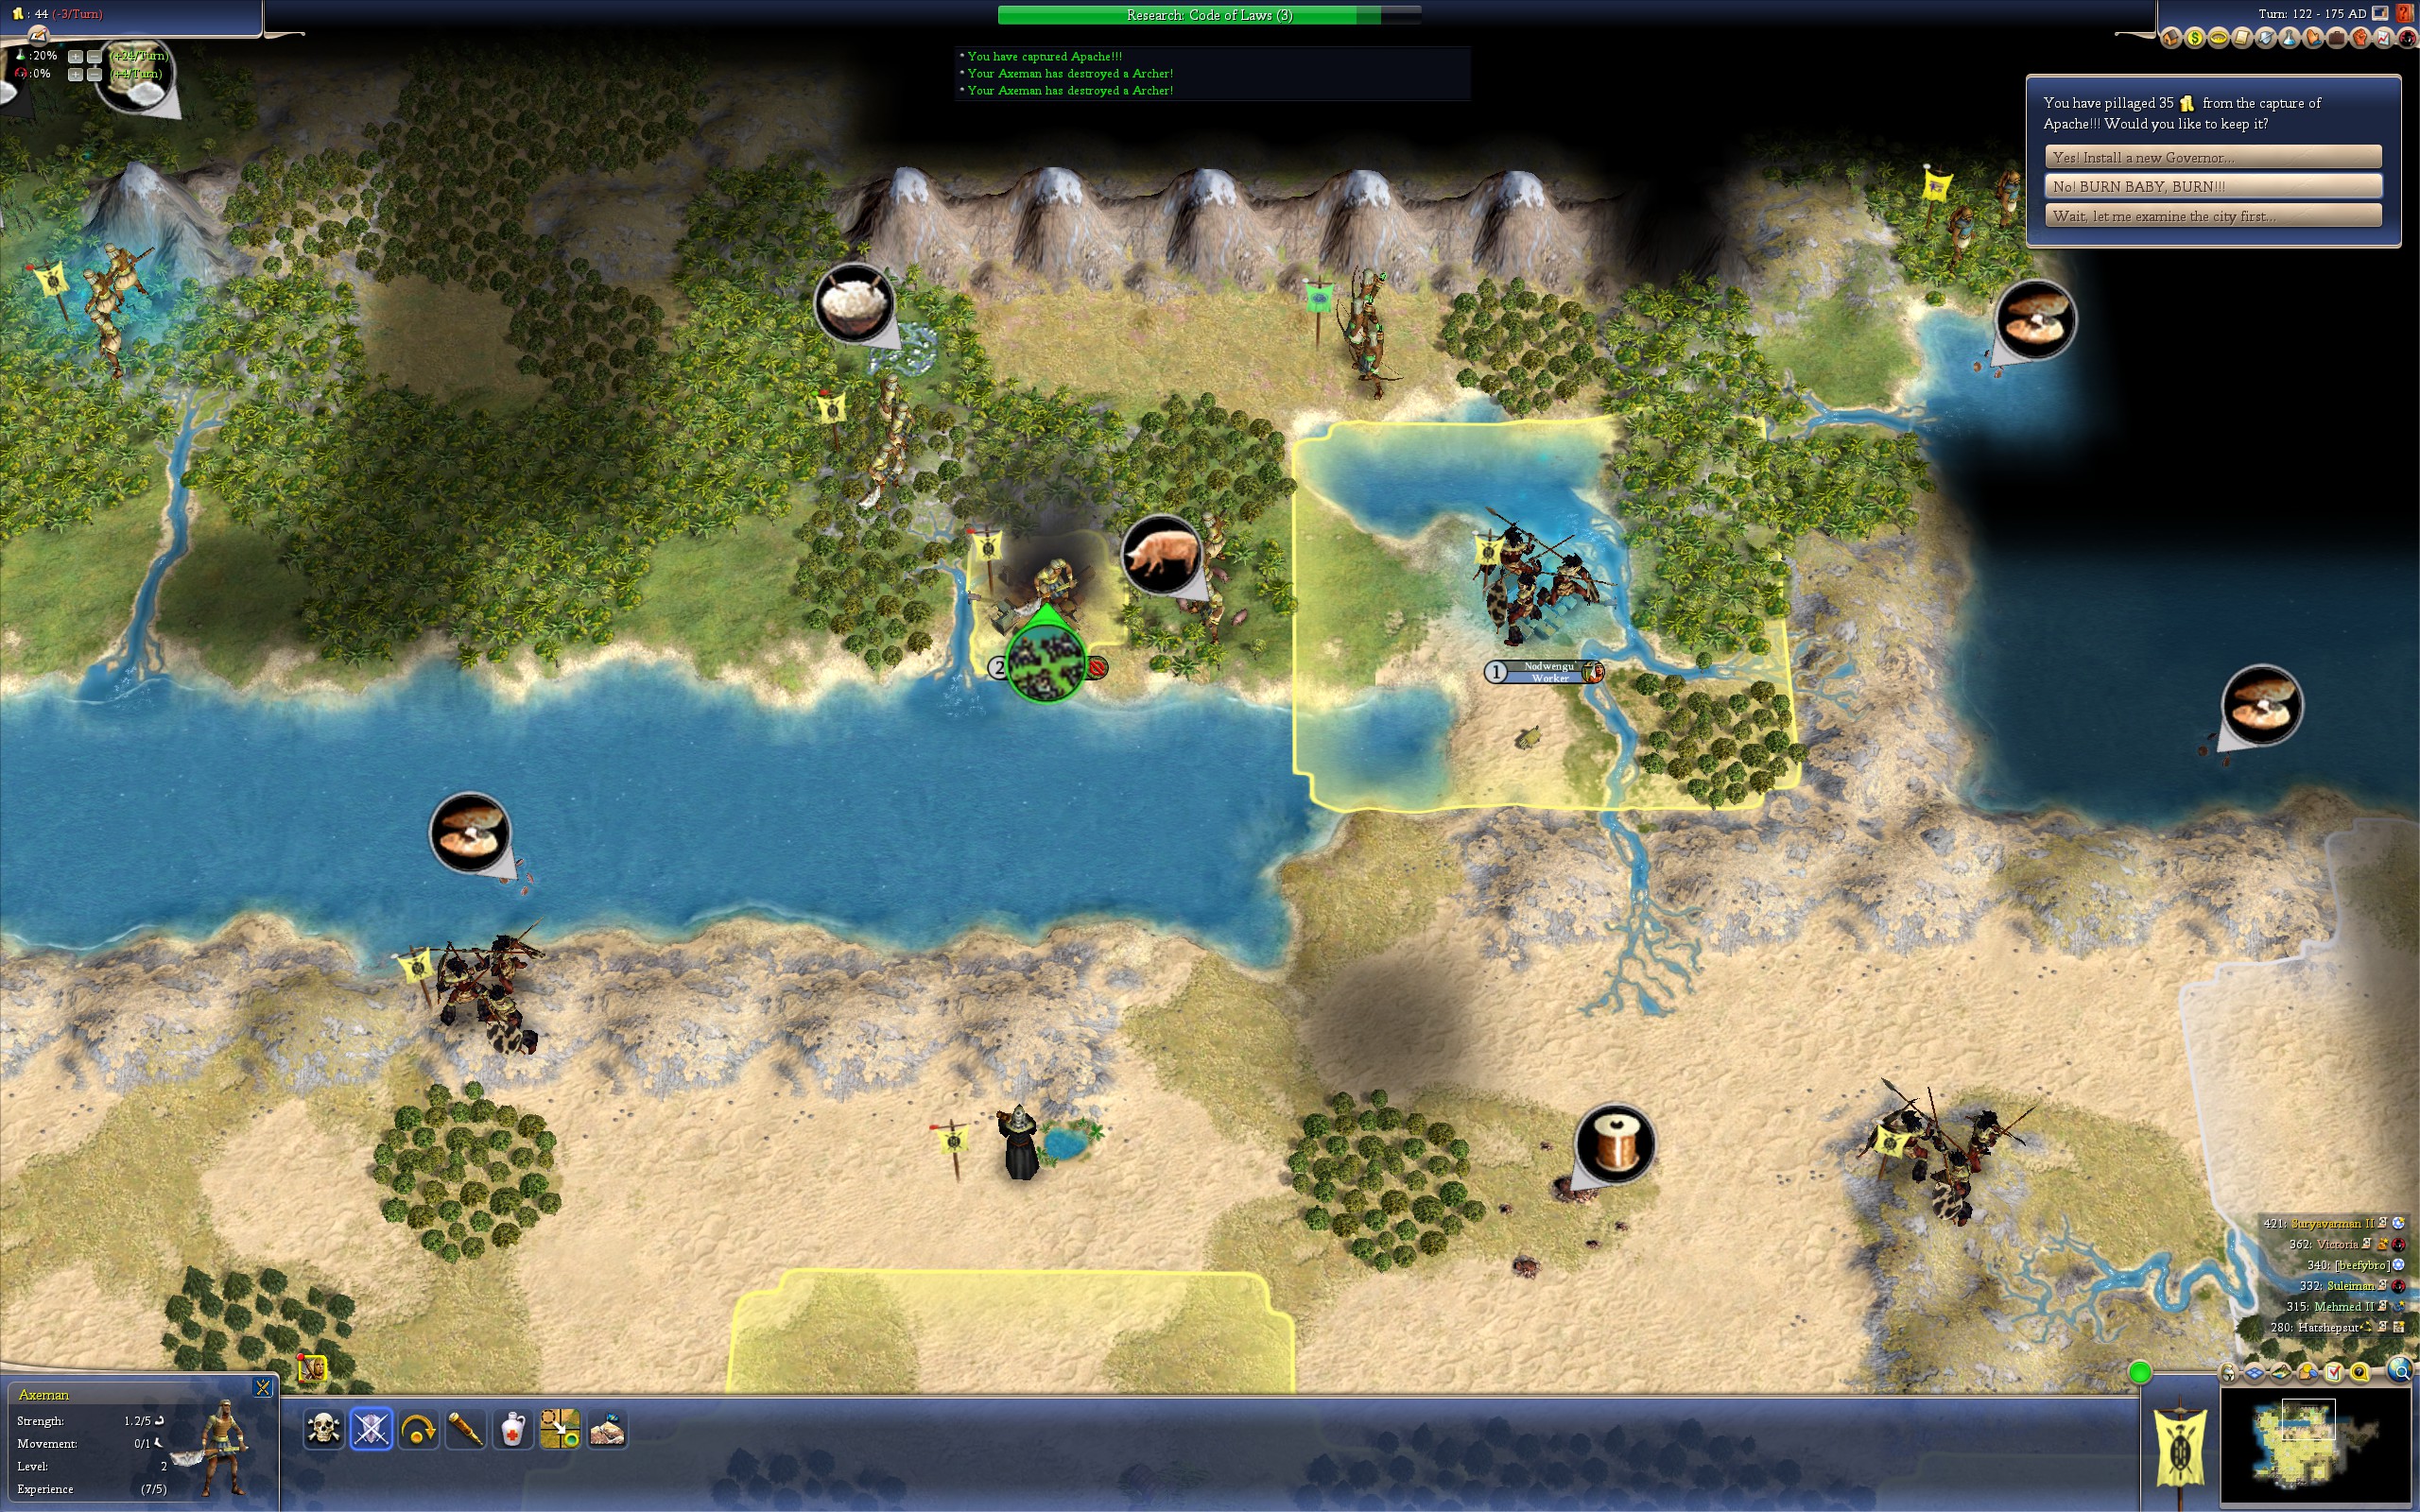 : 44 (-3/Turn)
Research: Code of Laws (3)
Turn: 122 - 175 AD
:20%
(+24/Turn)
:0%
(+4/Turn)
You have captured Apache!!!
Your Axeman has destroyed a Archer!
Your Axeman has destroyed a Archer!
You have pillaged 35 from the capture of
Apache!!! Would you like to keep it?
Yes! Install a new Governor...
No! BURN BABY, BURN!!!
Wait, let me examine the city first...
2
1
Nodwengu
Worker
421: Suryavarman II
362: Victoria
340: [beefybro]
332: Suleiman
315: Mehmed II
280: Hatshepsut
Axeman
Strength: 1.2/5
Movement: 0/1
Level: 2
Experience (7/5)